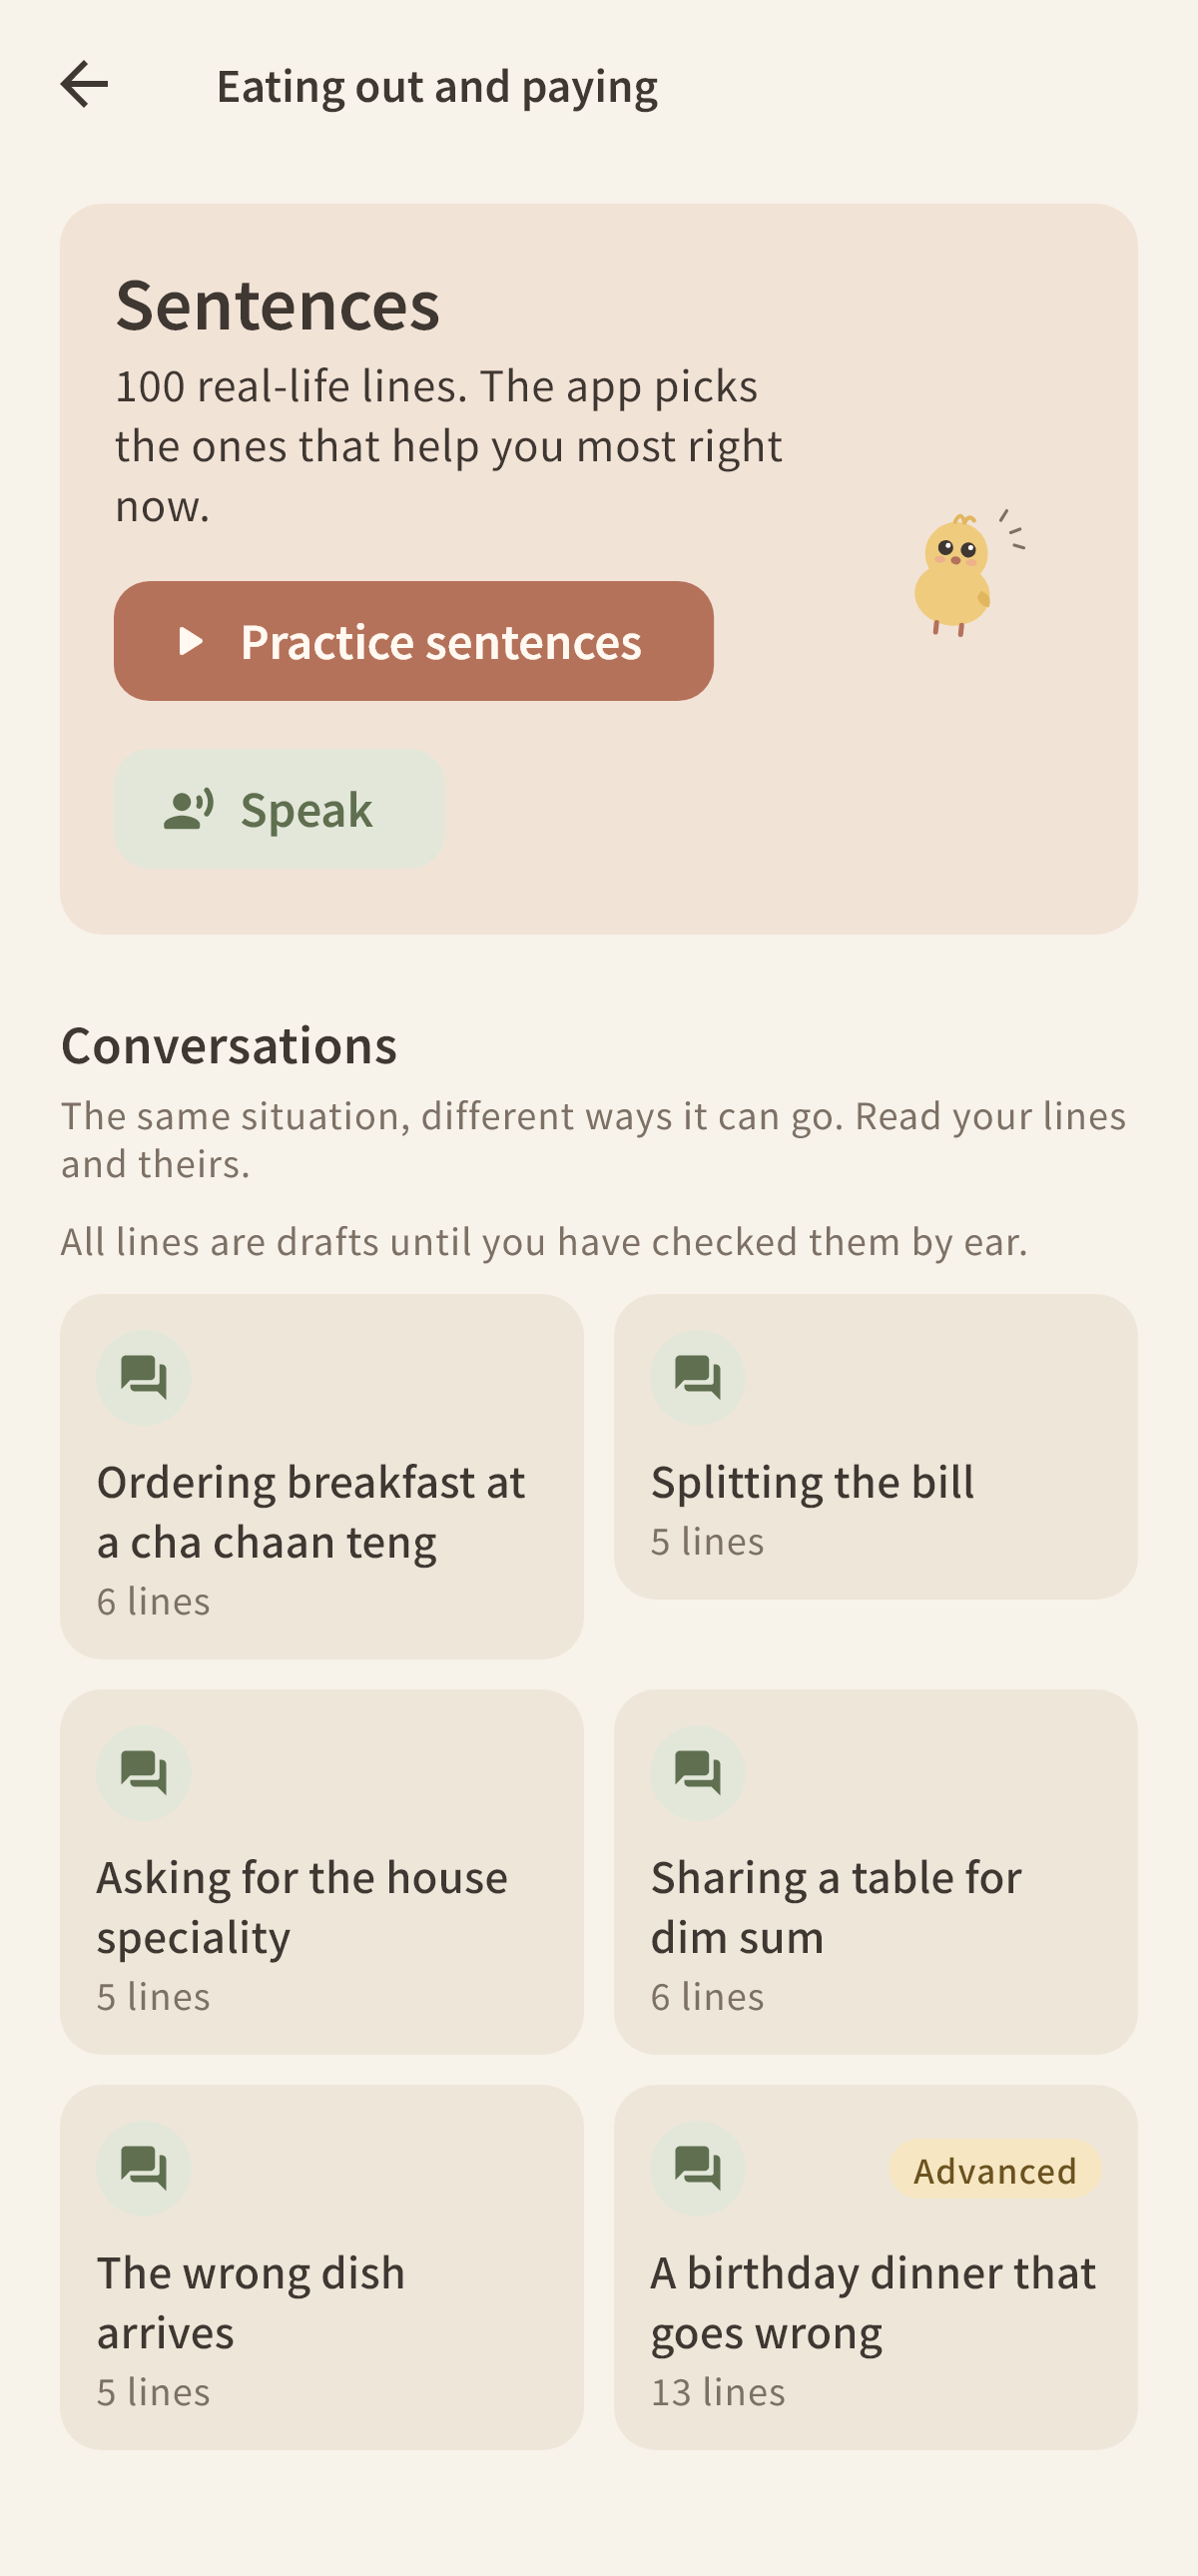 Eating out and paying
Sentences
100 real-life lines. The app picks
the ones that help you most right
now.
Practice sentences
Speak
Conversations
The same situation, different ways it can go. Read your lines
and theirs.
All lines are drafts until you have checked them by ear.
Ordering breakfast at
a cha chaan teng
6 lines
Splitting the bill
5 lines
Asking for the house
speciality
5 lines
Sharing a table for
dim sum
6 lines
The wrong dish
arrives
5 lines
Advanced
A birthday dinner that
goes wrong
13 lines